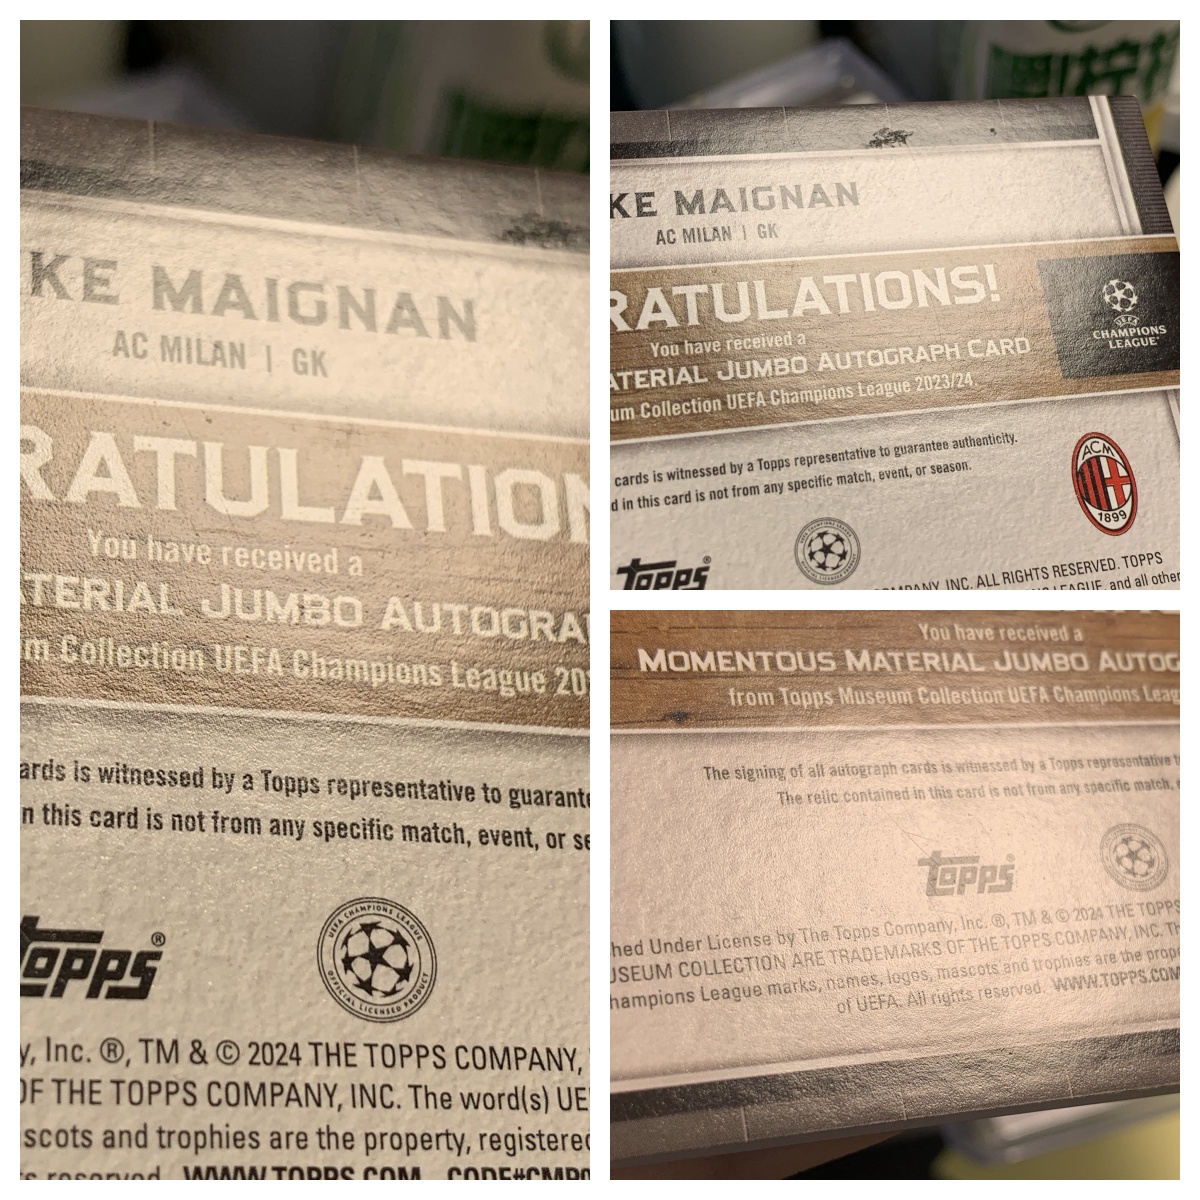 KE MAIGNAN
AC MILAN | GK
RATULATION
You have received a
TERIAL JUMBO AUTOGRA
m Collection UEFA Champions League 20
ards is witnessed by a Topps representative to guarante
n this card is not from any specific match, event, or se
topps®
UEFA CHAMPIONS LEAGUE
OFFICIAL LICENSED PRODUCT
y, Inc. ®, TM & © 2024 THE TOPPS COMPANY,
OF THE TOPPS COMPANY, INC. The word(s) UE
scots and trophies are the property, registered
s reserved. WWW.TOPPS.COM CODE#CMP
KE MAIGNAN
AC MILAN | GK
RATULATIONS!
You have received a
ATERIAL JUMBO AUTOGRAPH CARD
um Collection UEFA Champions League 2023/24.
UEFA
CHAMPIONS
LEAGUE®
cards is witnessed by a Topps representative to guarantee authenticity.
d in this card is not from any specific match, event, or season.
ACM
1899
topps®
COMPANY, INC. ALL RIGHTS RESERVED. TOPPS
LEAGUE, and all other
You have received a
MOMENTOUS MATERIAL JUMBO AUTOG
from Topps Museum Collection UEFA Champions Leag
The signing of all autograph cards is witnessed by a Topps representative t
The relic contained in this card is not from any specific match,
topps
hed Under License by The Topps Company, Inc. ®, TM & © 2024 THE TOPPS
USEUM COLLECTION ARE TRADEMARKS OF THE TOPPS COMPANY, INC. Th
hampions League marks, names, logos, mascots and trophies are the prope
of UEFA. All rights reserved. WWW.TOPPS.COM